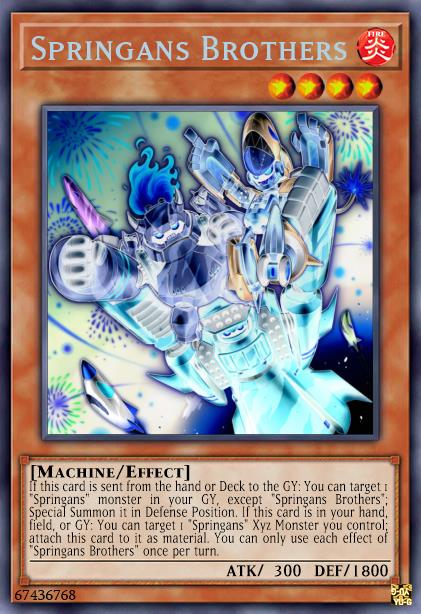 Springans Brothers
FIRE
炎
[Machine/Effect]
If this card is sent from the hand or Deck to the GY: You can target 1
"Springans" monster in your GY, except "Springans Brothers";
Special Summon it in Defense Position. If this card is in your hand,
field, or GY: You can target 1 "Springans" Xyz Monster you control;
attach this card to it as material. You can only use each effect of
"Springans Brothers" once per turn.
ATK/ 300 DEF/1800
67436768